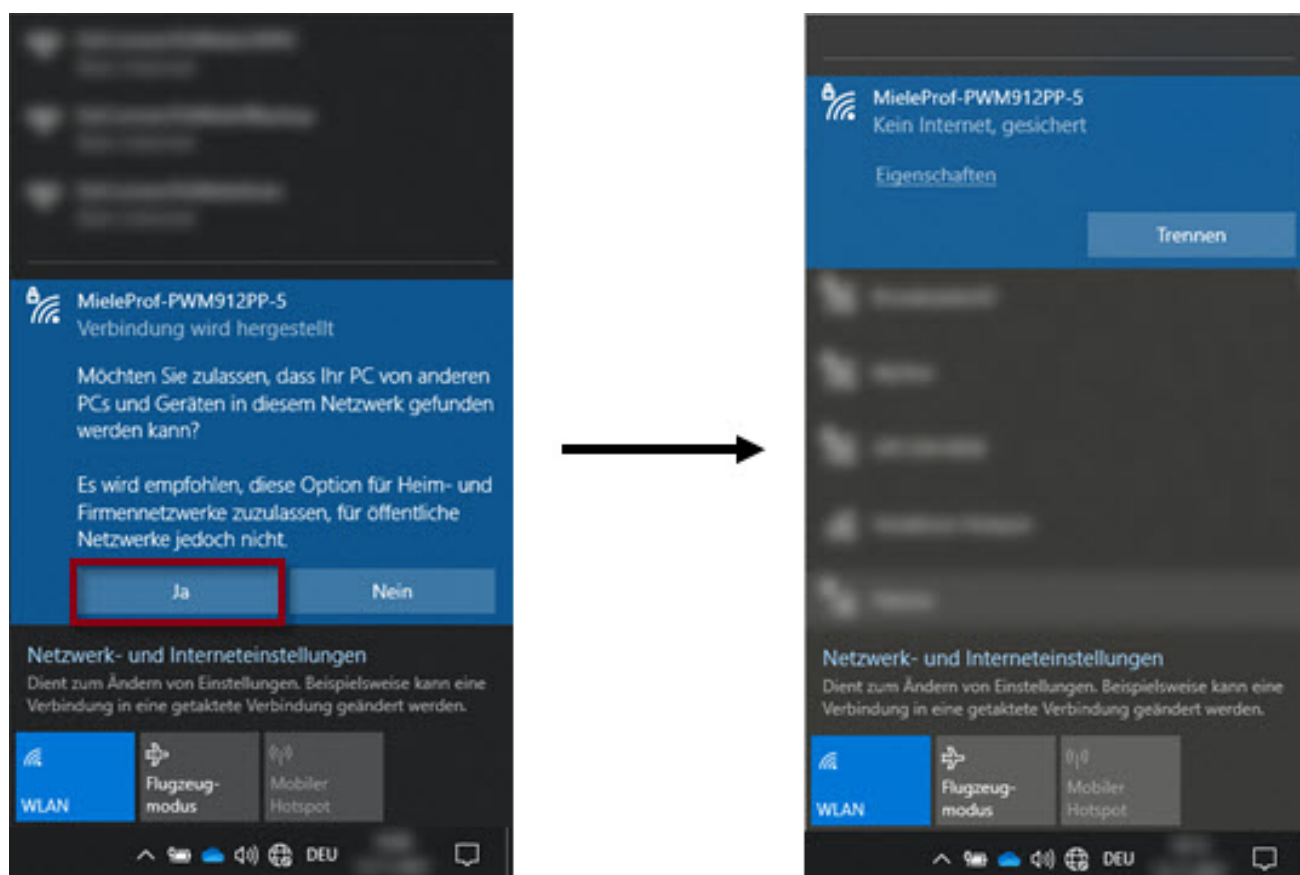 MieleProf-PWM912PP-5
Verbindung wird hergestellt
Möchten Sie zulassen, dass Ihr PC von anderen
PCs und Geräten in diesem Netzwerk gefunden
werden kann?
Es wird empfohlen, diese Option für Heim- und
Firmennetzwerke zuzulassen, für öffentliche
Netzwerke jedoch nicht.
Ja
Nein
Netzwerk- und Interneteinstellungen
Dient zum Ändern von Einstellungen. Beispielsweise kann eine
Verbindung in eine getaktete Verbindung geändert werden.
WLAN
Flugzeug-
modus
Mobiler
Hotspot
DEU
MieleProf-PWM912PP-5
Kein Internet, gesichert
Eigenschaften
Trennen
Netzwerk- und Interneteinstellungen
Dient zum Ändern von Einstellungen. Beispielsweise kann eine
Verbindung in eine getaktete Verbindung geändert werden.
WLAN
Flugzeug-
modus
Mobiler
Hotspot
DEU